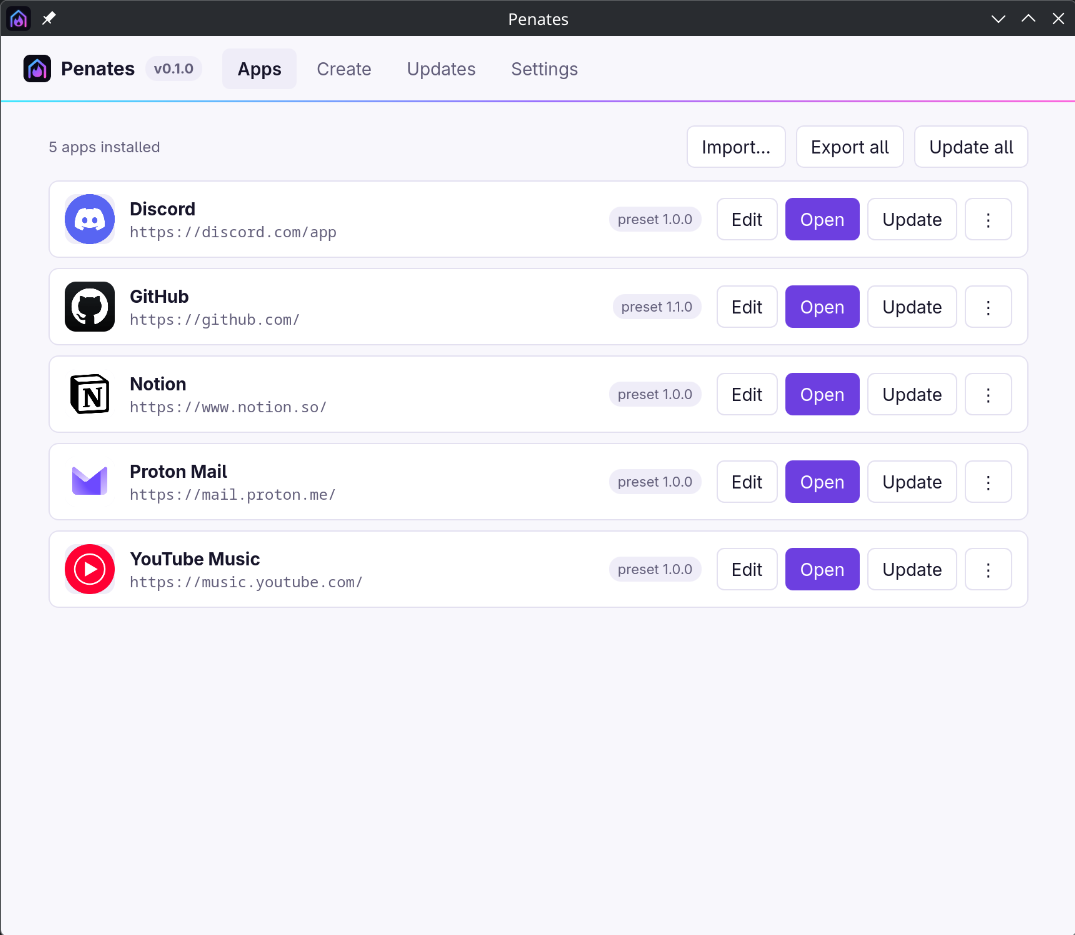 Penates
Penates v0.1.0 Apps Create Updates Settings
5 apps installed Import... Export all Update all
Discord
https://discord.com/app
preset 1.0.0 Edit Open Update ⋮
GitHub
https://github.com/
preset 1.1.0 Edit Open Update ⋮
Notion
https://www.notion.so/
preset 1.0.0 Edit Open Update ⋮
Proton Mail
https://mail.proton.me/
preset 1.0.0 Edit Open Update ⋮
YouTube Music
https://music.youtube.com/
preset 1.0.0 Edit Open Update ⋮